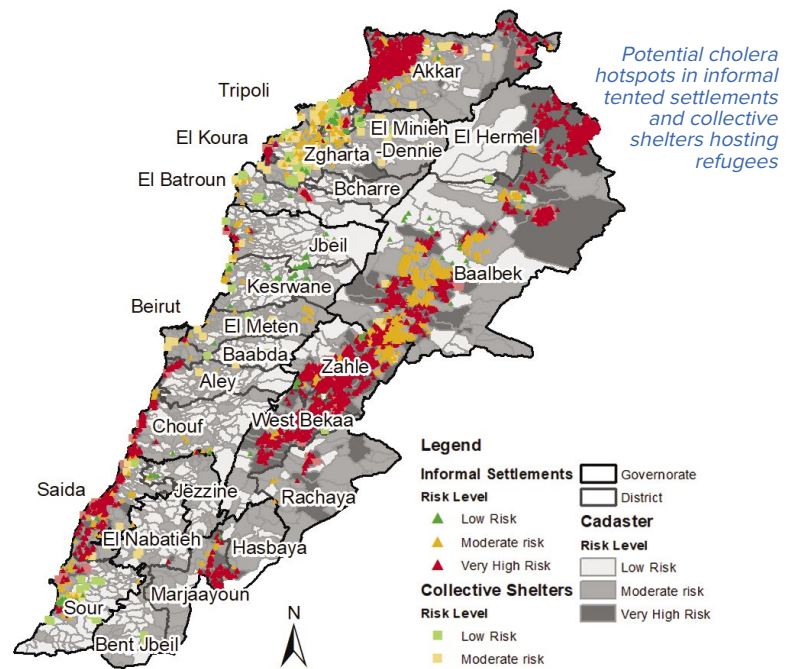 Potential cholera
hotspots in informal
tented settlements
and collective
shelters hosting
refugees
Akkar
Tripoli
El Minieh
-Dennie
El Hermel
El Koura
Zgharta
El Batroun
Bcharre
Jbeil
Baalbek
Kesrwane
Beirut
El Meten
Baabda
Zahle
Aley
Chouf
West Bekaa
Saida
Jezzine
Rachaya
El Nabatieh
Hasbaya
Marjaayoun
Sour
Bent Jbeil
N
Legend
Informal Settlements
Risk Level
Low Risk
Moderate risk
Very High Risk
Collective Shelters
Risk Level
Low Risk
Moderate risk
Governorate
District
Cadaster
Risk Level
Low Risk
Moderate risk
Very High Risk